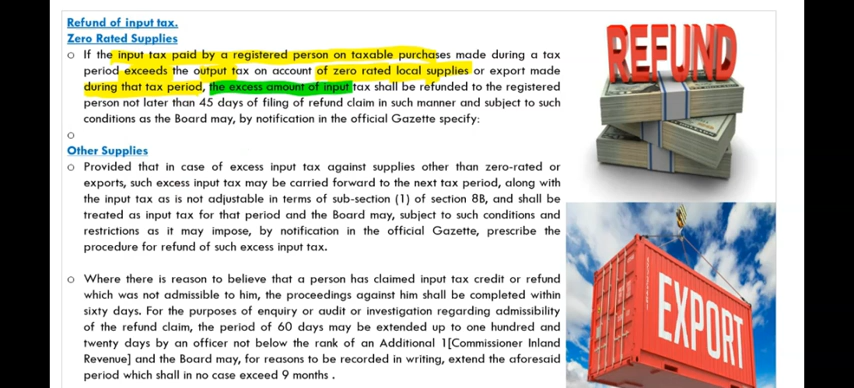 Refund of input tax.
Zero Rated Supplies
o If the input tax paid by a registered person on taxable purchases made during a tax
period exceeds the output tax on account of zero rated local supplies or export made
during that tax period, the excess amount of input tax shall be refunded to the registered
person not later than 45 days of filing of refund claim in such manner and subject to such
conditions as the Board may, by notification in the official Gazette specify:
o
Other Supplies
o Provided that in case of excess input tax against supplies other than zero-rated or
exports, such excess input tax may be carried forward to the next tax period, along with
the input tax as is not adjustable in terms of sub-section (1) of section 8B, and shall be
treated as input tax for that period and the Board may, subject to such conditions and
restrictions as it may impose, by notification in the official Gazette, prescribe the
procedure for refund of such excess input tax.
o Where there is reason to believe that a person has claimed input tax credit or refund
which was not admissible to him, the proceedings against him shall be completed within
sixty days. For the purposes of enquiry or audit or investigation regarding admissibility
of the refund claim, the period of 60 days may be extended up to one hundred and
twenty days by an officer not below the rank of an Additional 1[Commissioner Inland
Revenue] and the Board may, for reasons to be recorded in writing, extend the aforesaid
period which shall in no case exceed 9 months .
REFUND
EXPORT